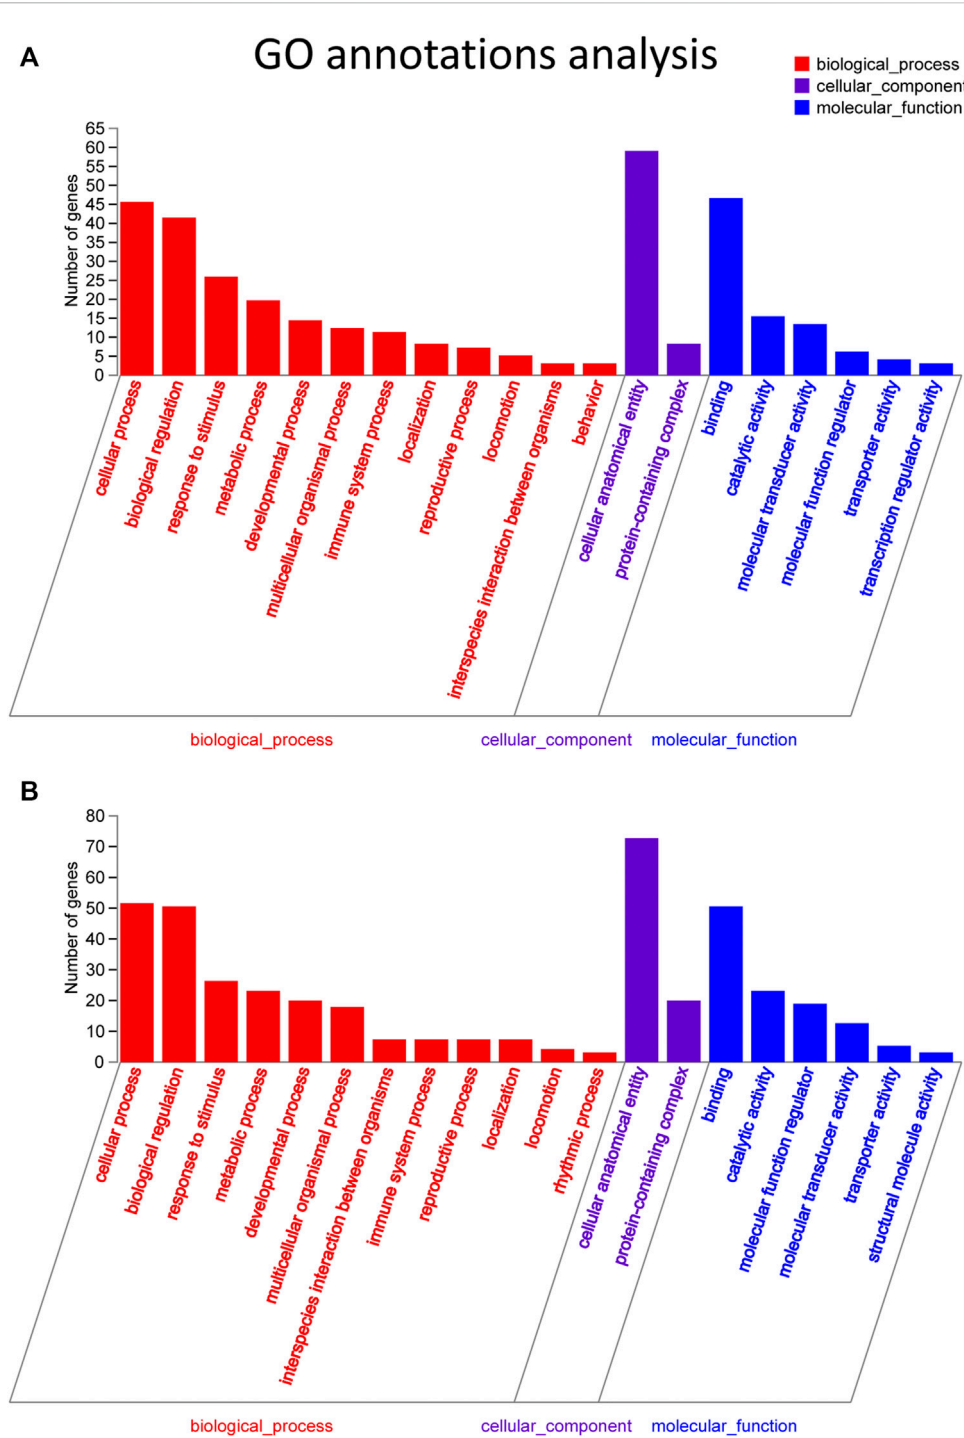 A
GO annotations analysis
biological_process
cellular_component
molecular_function
Number of genes
65
60
55
50
45
40
35
30
25
20
15
10
5
0
cellular process
biological regulation
response to stimulus
metabolic process
developmental process
multicellular organismal process
immune system process
localization
reproductive process
locomotion
interspecies interaction between organisms
behavior
cellular anatomical entity
protein-containing complex
binding
catalytic activity
molecular transducer activity
molecular function regulator
transporter activity
transcription regulator activity
biological_process
cellular_component
molecular_function
B
Number of genes
80
70
60
50
40
30
20
10
0
cellular process
biological regulation
response to stimulus
metabolic process
developmental process
multicellular organismal process
interspecies interaction between organisms
immune system process
reproductive process
localization
locomotion
rhythmic process
cellular anatomical entity
protein-containing complex
binding
catalytic activity
molecular function regulator
molecular transducer activity
transporter activity
structural molecule activity
biological_process
cellular_component
molecular_function